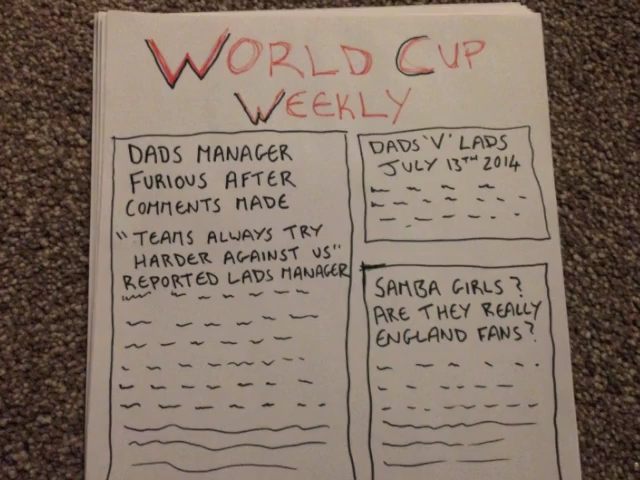 WORLD CUP
WEEKLY
DADS MANAGER
FURIOUS AFTER
COMMENTS MADE
"TEAMS ALWAYS TRY
HARDER AGAINST US"
REPORTED LADS MANAGER
DADS 'V' LADS
JULY 13TH 2014
SAMBA GIRLS?
ARE THEY REALLY
ENGLAND FANS?